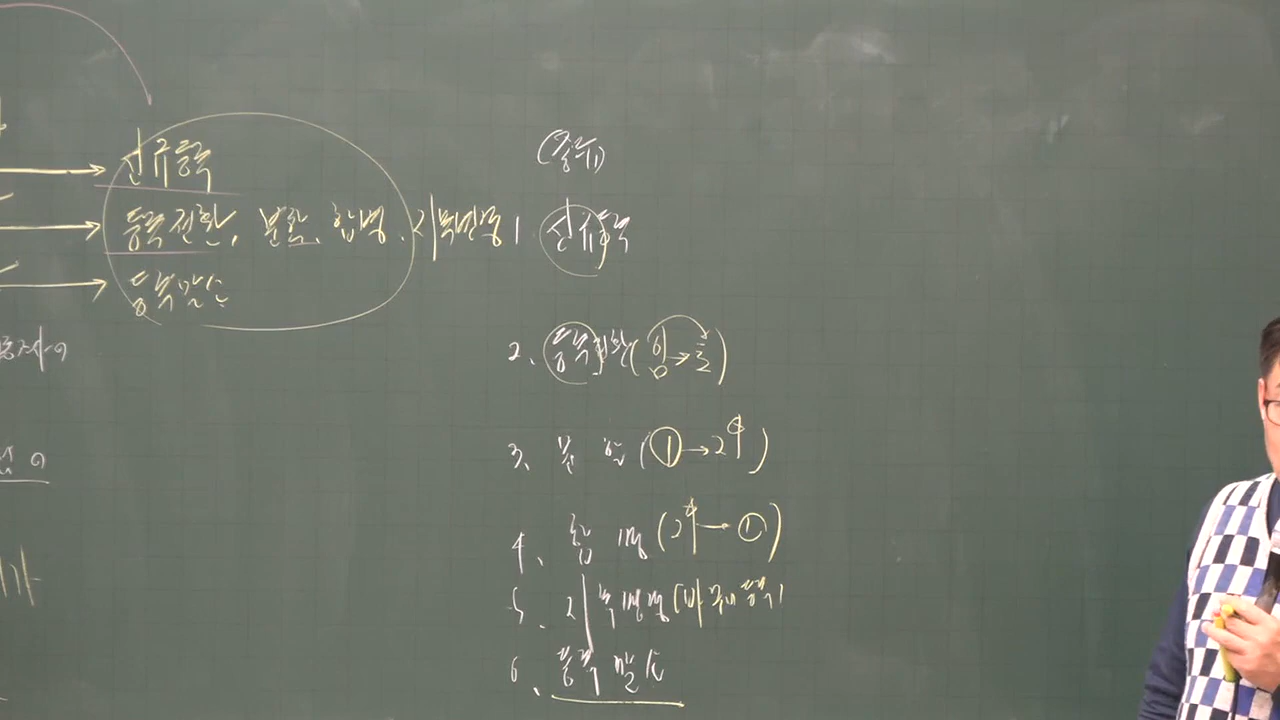 신규등록
등록전환, 분할, 합병, 지목변경
등록말소
(종류)
1. 신규등록
2. 등록전환(임→토)
3. 분할(①→2개)
4. 합병(2개→①)
5. 지목변경(바꾸어등록)
6. 등록말소